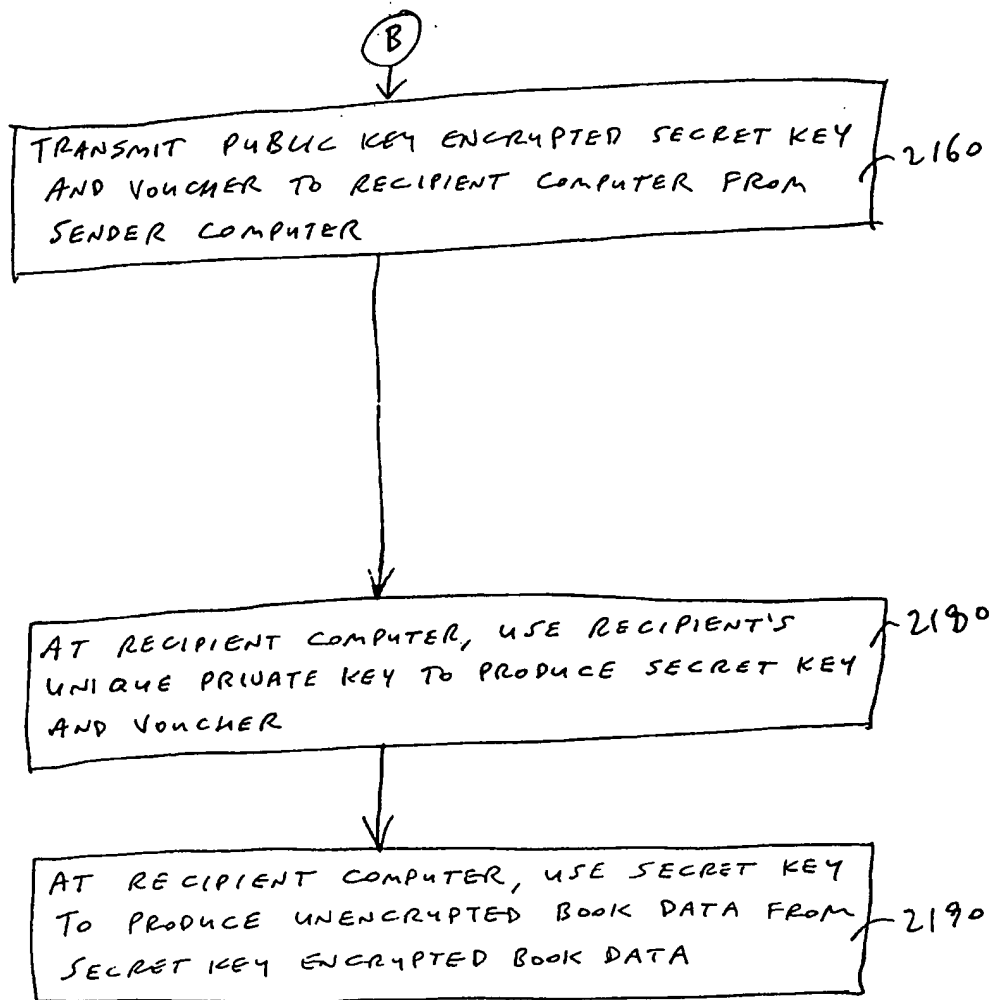 B
TRANSMIT PUBLIC KEY ENCRYPTED SECRET KEY
AND VOUCHER TO RECIPIENT COMPUTER FROM
SENDER COMPUTER
2160
AT RECIPIENT COMPUTER, USE RECIPIENT'S
UNIQUE PRIVATE KEY TO PRODUCE SECRET KEY
AND VOUCHER
2180
AT RECIPIENT COMPUTER, USE SECRET KEY
TO PRODUCE UNENCRYPTED BOOK DATA FROM
SECRET KEY ENCRYPTED BOOK DATA
2190